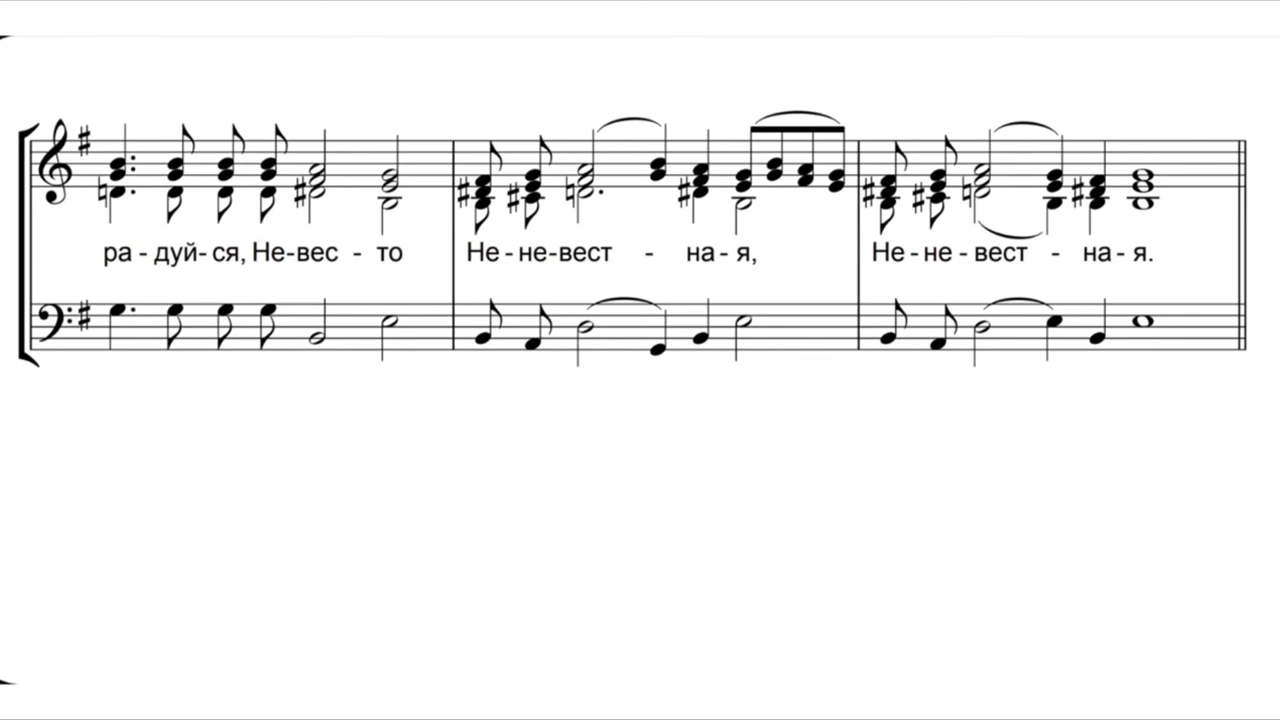 ра - дуй- ся, Не-вес - то Не - не-вест - на - я, Не - не - вест - на - я.